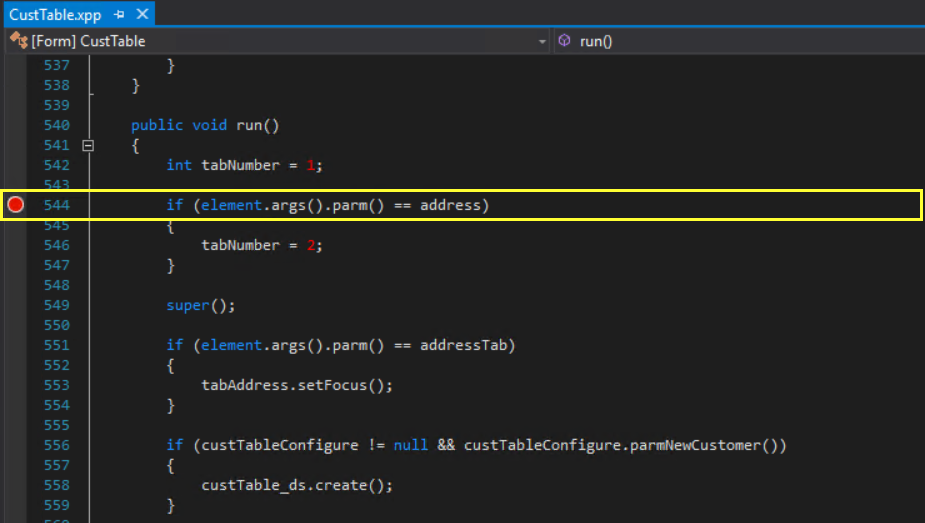 CustTable.xpp
[Form] CustTable run()
537 }
538 }
539
540 public void run()
541 {
542 int tabNumber = 1;
543
544 if (element.args().parm() == address)
545 {
546 tabNumber = 2;
547 }
548
549 super();
550
551 if (element.args().parm() == addressTab)
552 {
553 tabAddress.setFocus();
554 }
555
556 if (custTableConfigure != null && custTableConfigure.parmNewCustomer())
557 {
558 custTable_ds.create();
559 }
560